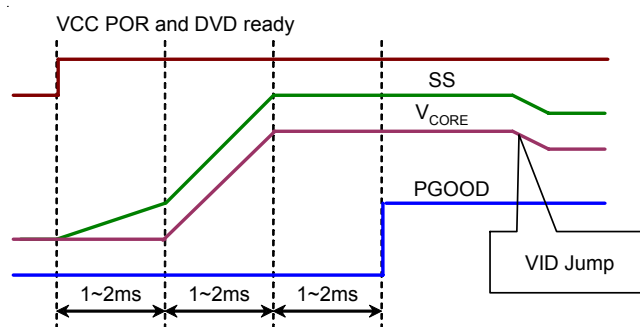 VCC POR and DVD ready
SS
VCORE
PGOOD
VID Jump
1~2ms 1~2ms 1~2ms